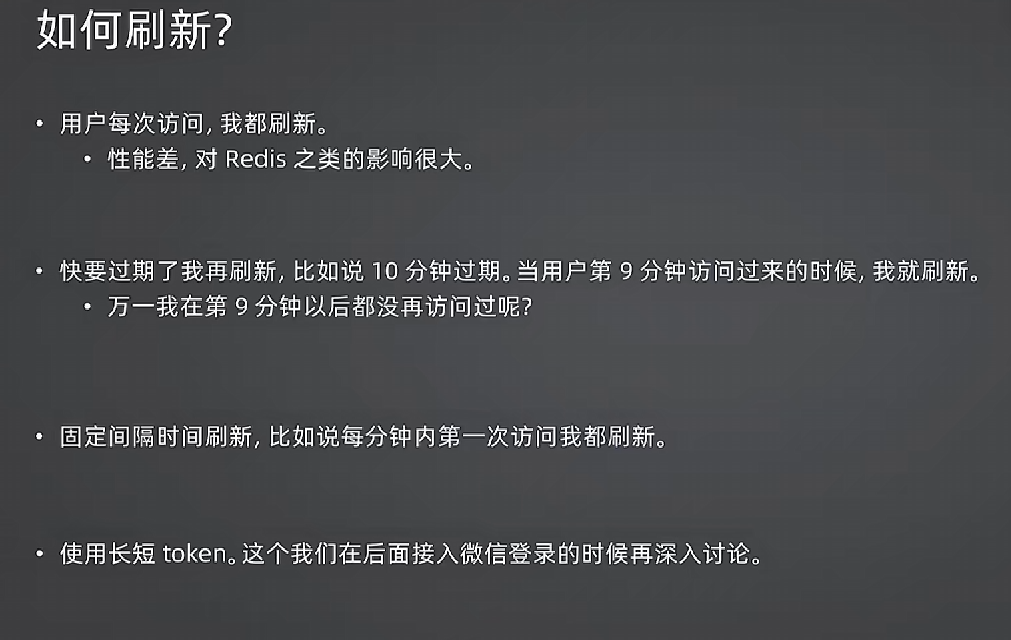 如何刷新?
• 用户每次访问, 我都刷新。
• 性能差, 对 Redis 之类的影响很大。
• 快要过期了我再刷新, 比如说 10 分钟过期。当用户第 9 分钟访问过来的时候, 我就刷新。
• 万一我在第 9 分钟以后都没再访问过呢?
• 固定间隔时间刷新, 比如说每分钟内第一次访问我都刷新。
• 使用长短 token。这个我们在后面接入微信登录的时候再深入讨论。